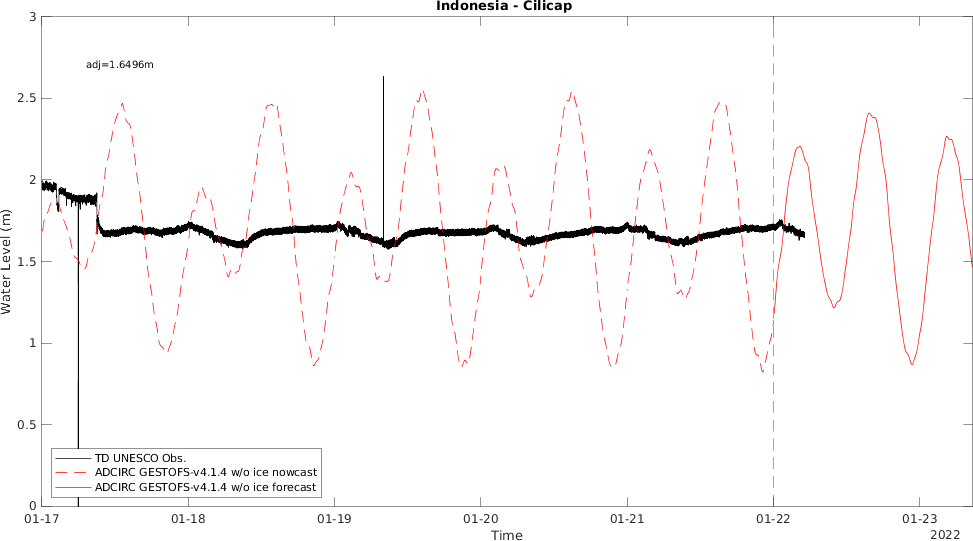 Indonesia - Cilicap
3
adj=1.6496m
2.5
2
1.5
1
0.5
0
Water Level (m)
TD UNESCO Obs.
ADCIRC GESTOFS-v4.1.4 w/o ice nowcast
ADCIRC GESTOFS-v4.1.4 w/o ice forecast
01-17 01-18 01-19 01-20 01-21 01-22 01-23
Time
2022